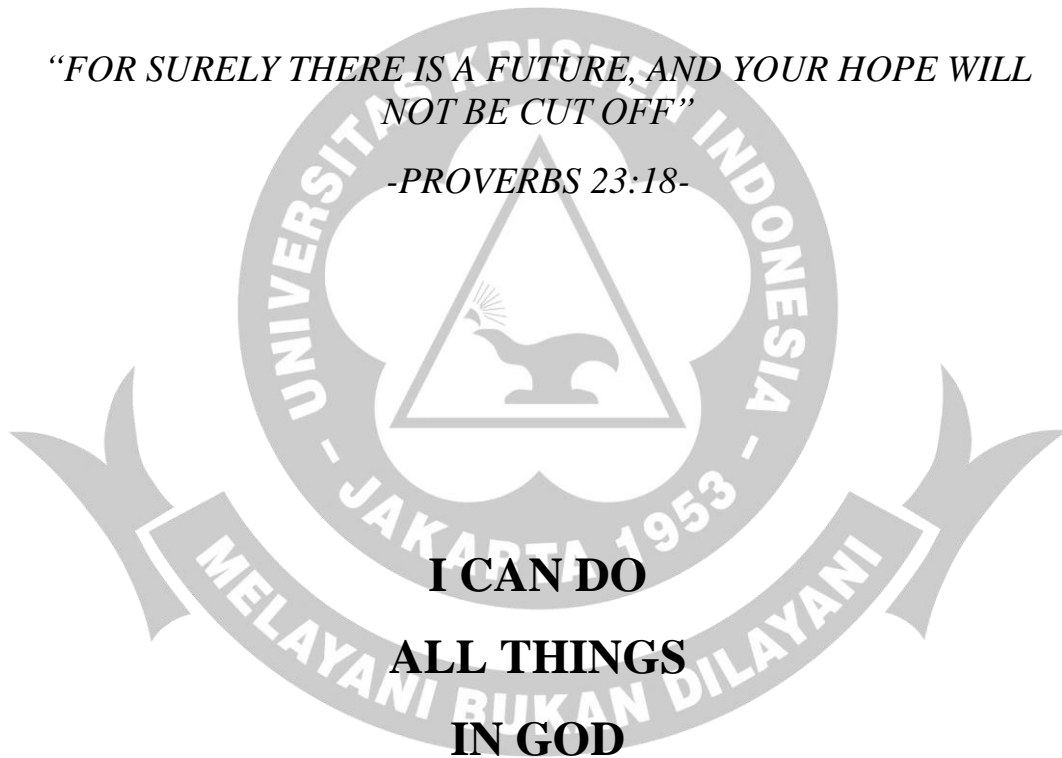 “FOR SURELY THERE IS A FUTURE, AND YOUR HOPE WILL
NOT BE CUT OFF”
-PROVERBS 23:18-
UNIVERSITAS KRISTEN INDONESIA
- JAKARTA 1953 -
I CAN DO
ALL THINGS
MELAYANI BUKAN DILAYANI
IN GOD